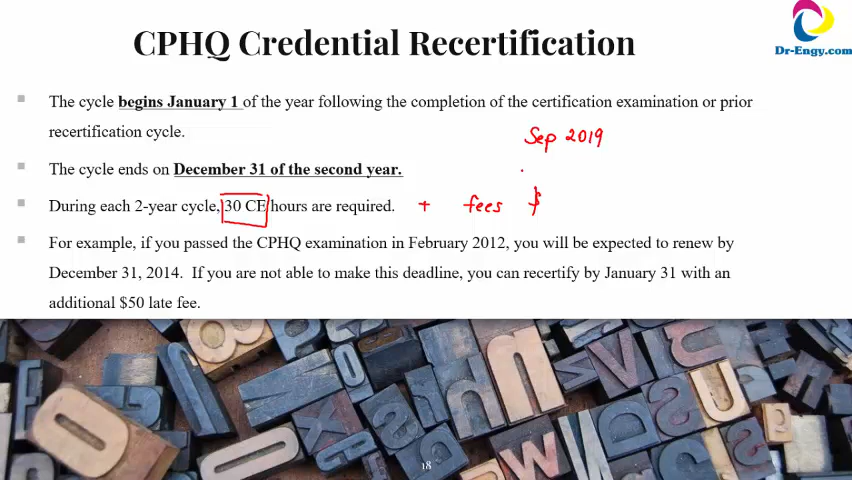 CPHQ Credential Recertification
Dr-Engy.com
The cycle begins January 1 of the year following the completion of the certification examination or prior
recertification cycle.
Sep 2019
The cycle ends on December 31 of the second year.
During each 2-year cycle, 30 CE hours are required. + fees $
For example, if you passed the CPHQ examination in February 2012, you will be expected to renew by
December 31, 2014. If you are not able to make this deadline, you can recertify by January 31 with an
additional $50 late fee.
18